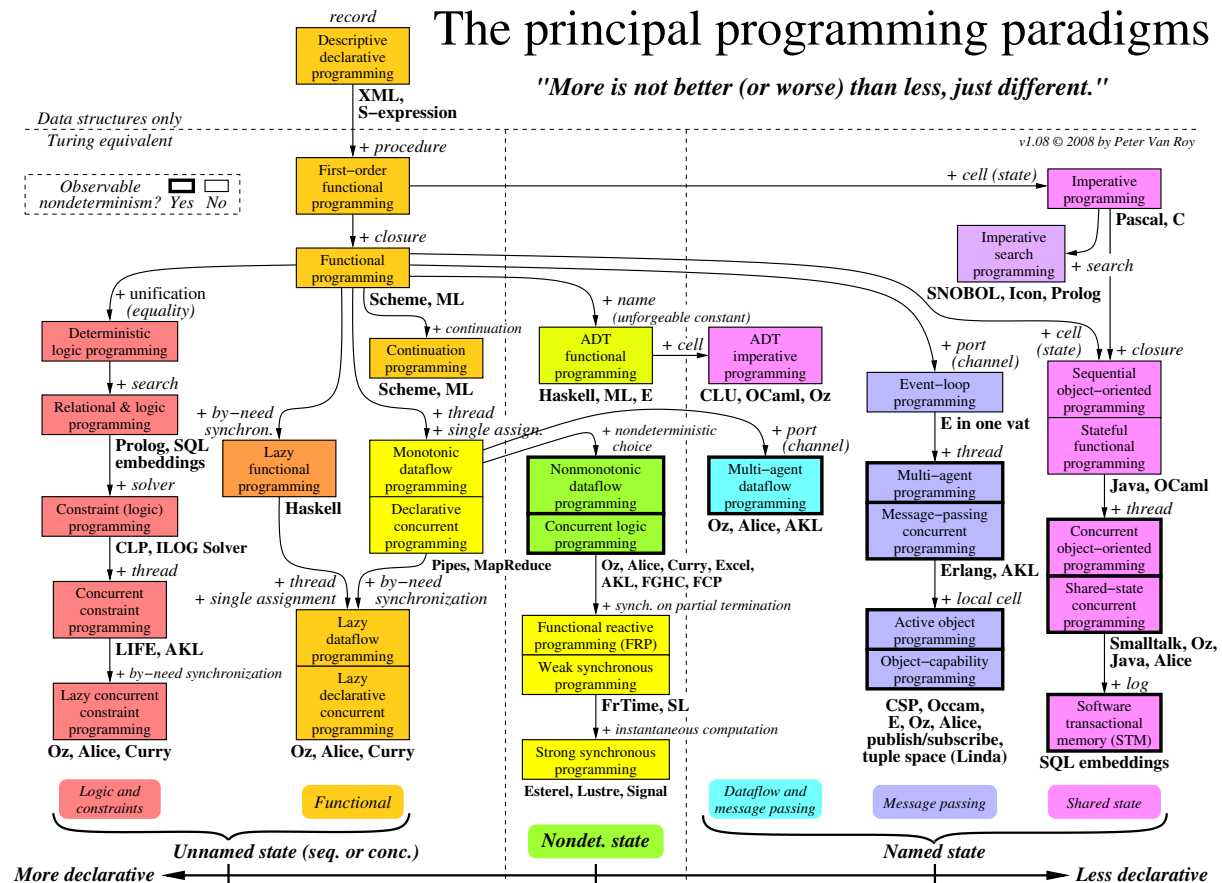 The principal programming paradigms
"More is not better (or worse) than less, just different."
v1.08 © 2008 by Peter Van Roy
record
Descriptive
declarative
programming
XML,
S−expression
Data structures only
Turing equivalent
+ procedure
Observable
nondeterminism?
Yes
No
First−order
functional
programming
+ cell (state)
Imperative
programming
Pascal, C
+ closure
Functional
programming
Scheme, ML
Imperative
search
programming
+ search
SNOBOL, Icon, Prolog
+ unification
(equality)
Deterministic
logic programming
+ search
Relational & logic
programming
Prolog, SQL
embeddings
+ solver
Constraint (logic)
programming
CLP, ILOG Solver
+ thread
Concurrent
constraint
programming
LIFE, AKL
+ by−need synchronization
Lazy concurrent
constraint
programming
Oz, Alice, Curry
+ continuation
Continuation
programming
Scheme, ML
+ by−need
synchron.
Lazy
functional
programming
Haskell
+ thread
+ single assignment
+ thread
+ single assign.
Monotonic
dataflow
programming
Declarative
concurrent
programming
Pipes, MapReduce
+ by−need
synchronization
Lazy
dataflow
programming
Lazy
declarative
concurrent
programming
Oz, Alice, Curry
+ name
(unforgeable constant)
ADT
functional
programming
Haskell, ML, E
+ cell
ADT
imperative
programming
CLU, OCaml, Oz
+ nondeterministic
choice
Nonmonotonic
dataflow
programming
Concurrent logic
programming
Oz, Alice, Curry, Excel,
AKL, FGHC, FCP
+ synch. on partial termination
Functional reactive
programming (FRP)
Weak synchronous
programming
FrTime, SL
+ instantaneous computation
Strong synchronous
programming
Esterel, Lustre, Signal
+ port
(channel)
Multi−agent
dataflow
programming
Oz, Alice, AKL
+ port
(channel)
Event−loop
programming
E in one vat
+ thread
Multi−agent
programming
Message−passing
concurrent
programming
Erlang, AKL
+ local cell
Active object
programming
Object−capability
programming
CSP, Occam,
E, Oz, Alice,
publish/subscribe,
tuple space (Linda)
+ cell
(state)
+ closure
Sequential
object−oriented
programming
Stateful
functional
programming
Java, OCaml
+ thread
Concurrent
object−oriented
programming
Shared−state
concurrent
programming
Smalltalk, Oz,
Java, Alice
+ log
Software
transactional
memory (STM)
SQL embeddings
Logic and
constraints
Functional
Dataflow and
message passing
Message passing
Shared state
Unnamed state (seq. or conc.)
Nondet. state
Named state
More declarative
Less declarative